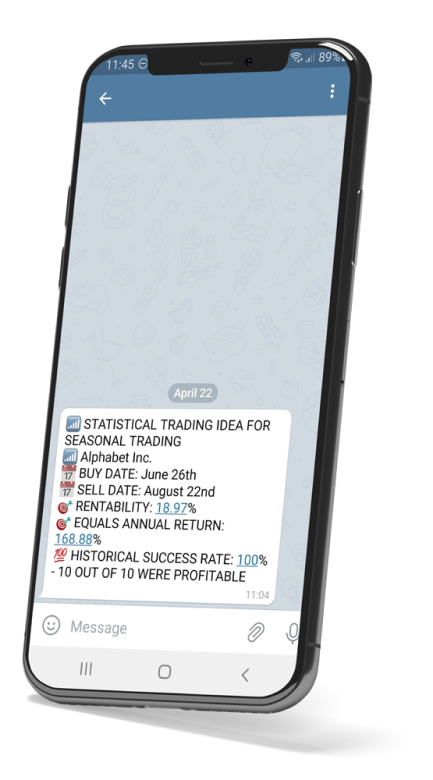 11:45
89%
April 22
STATISTICAL TRADING IDEA FOR
SEASONAL TRADING
Alphabet Inc.
17 BUY DATE: June 26th
17 SELL DATE: August 22nd
RENTABILITY: 18.97%
EQUALS ANNUAL RETURN:
168.88%
💯 HISTORICAL SUCCESS RATE: 100%
- 10 OUT OF 10 WERE PROFITABLE
11:04
Message